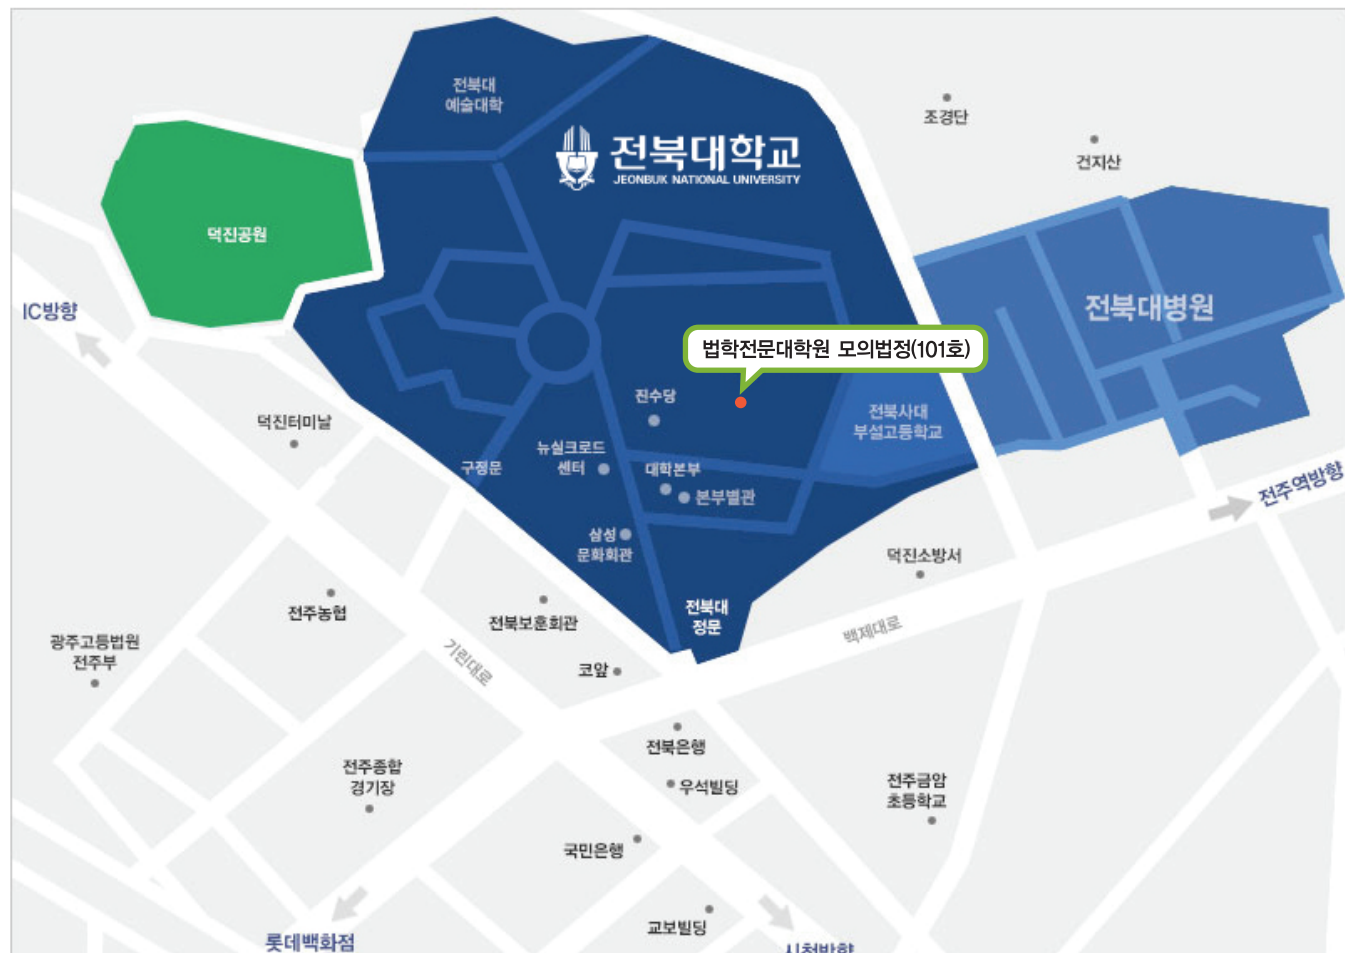 전북대
예술대학
조경단
전북대학교
JEONBUK NATIONAL UNIVERSITY
건지산
덕진공원
IC방향
전북대병원
법학전문대학원 모의법정(101호)
진수당
전북사대
부설고등학교
덕진터미날
뉴실크로드
센터
구정문
대학본부
본부별관
전주역방향
삼성
문화회관
덕진소방서
전주농협
전북보훈회관
전북대
정문
백제대로
광주고등법원
전주부
기린대로
코앞
전북은행
전주종합
경기장
우석빌딩
전주금암
초등학교
국민은행
교보빌딩
롯데백화점
시청방향